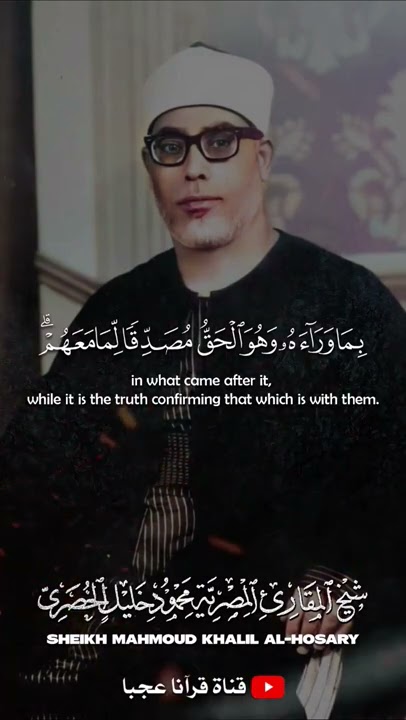 بِمَا وَرَآءَهُۥ وَهُوَ ٱلْحَقُّ مُصَدِّقًا لِّمَا مَعَهُمْ ۗ
in what came after it,
while it is the truth confirming that which is with them.
شيخ المقارئ المصرية محمود خليل الحصري
SHEIKH MAHMOUD KHALIL AL-HOSARY
قناة قرآنا عجبا